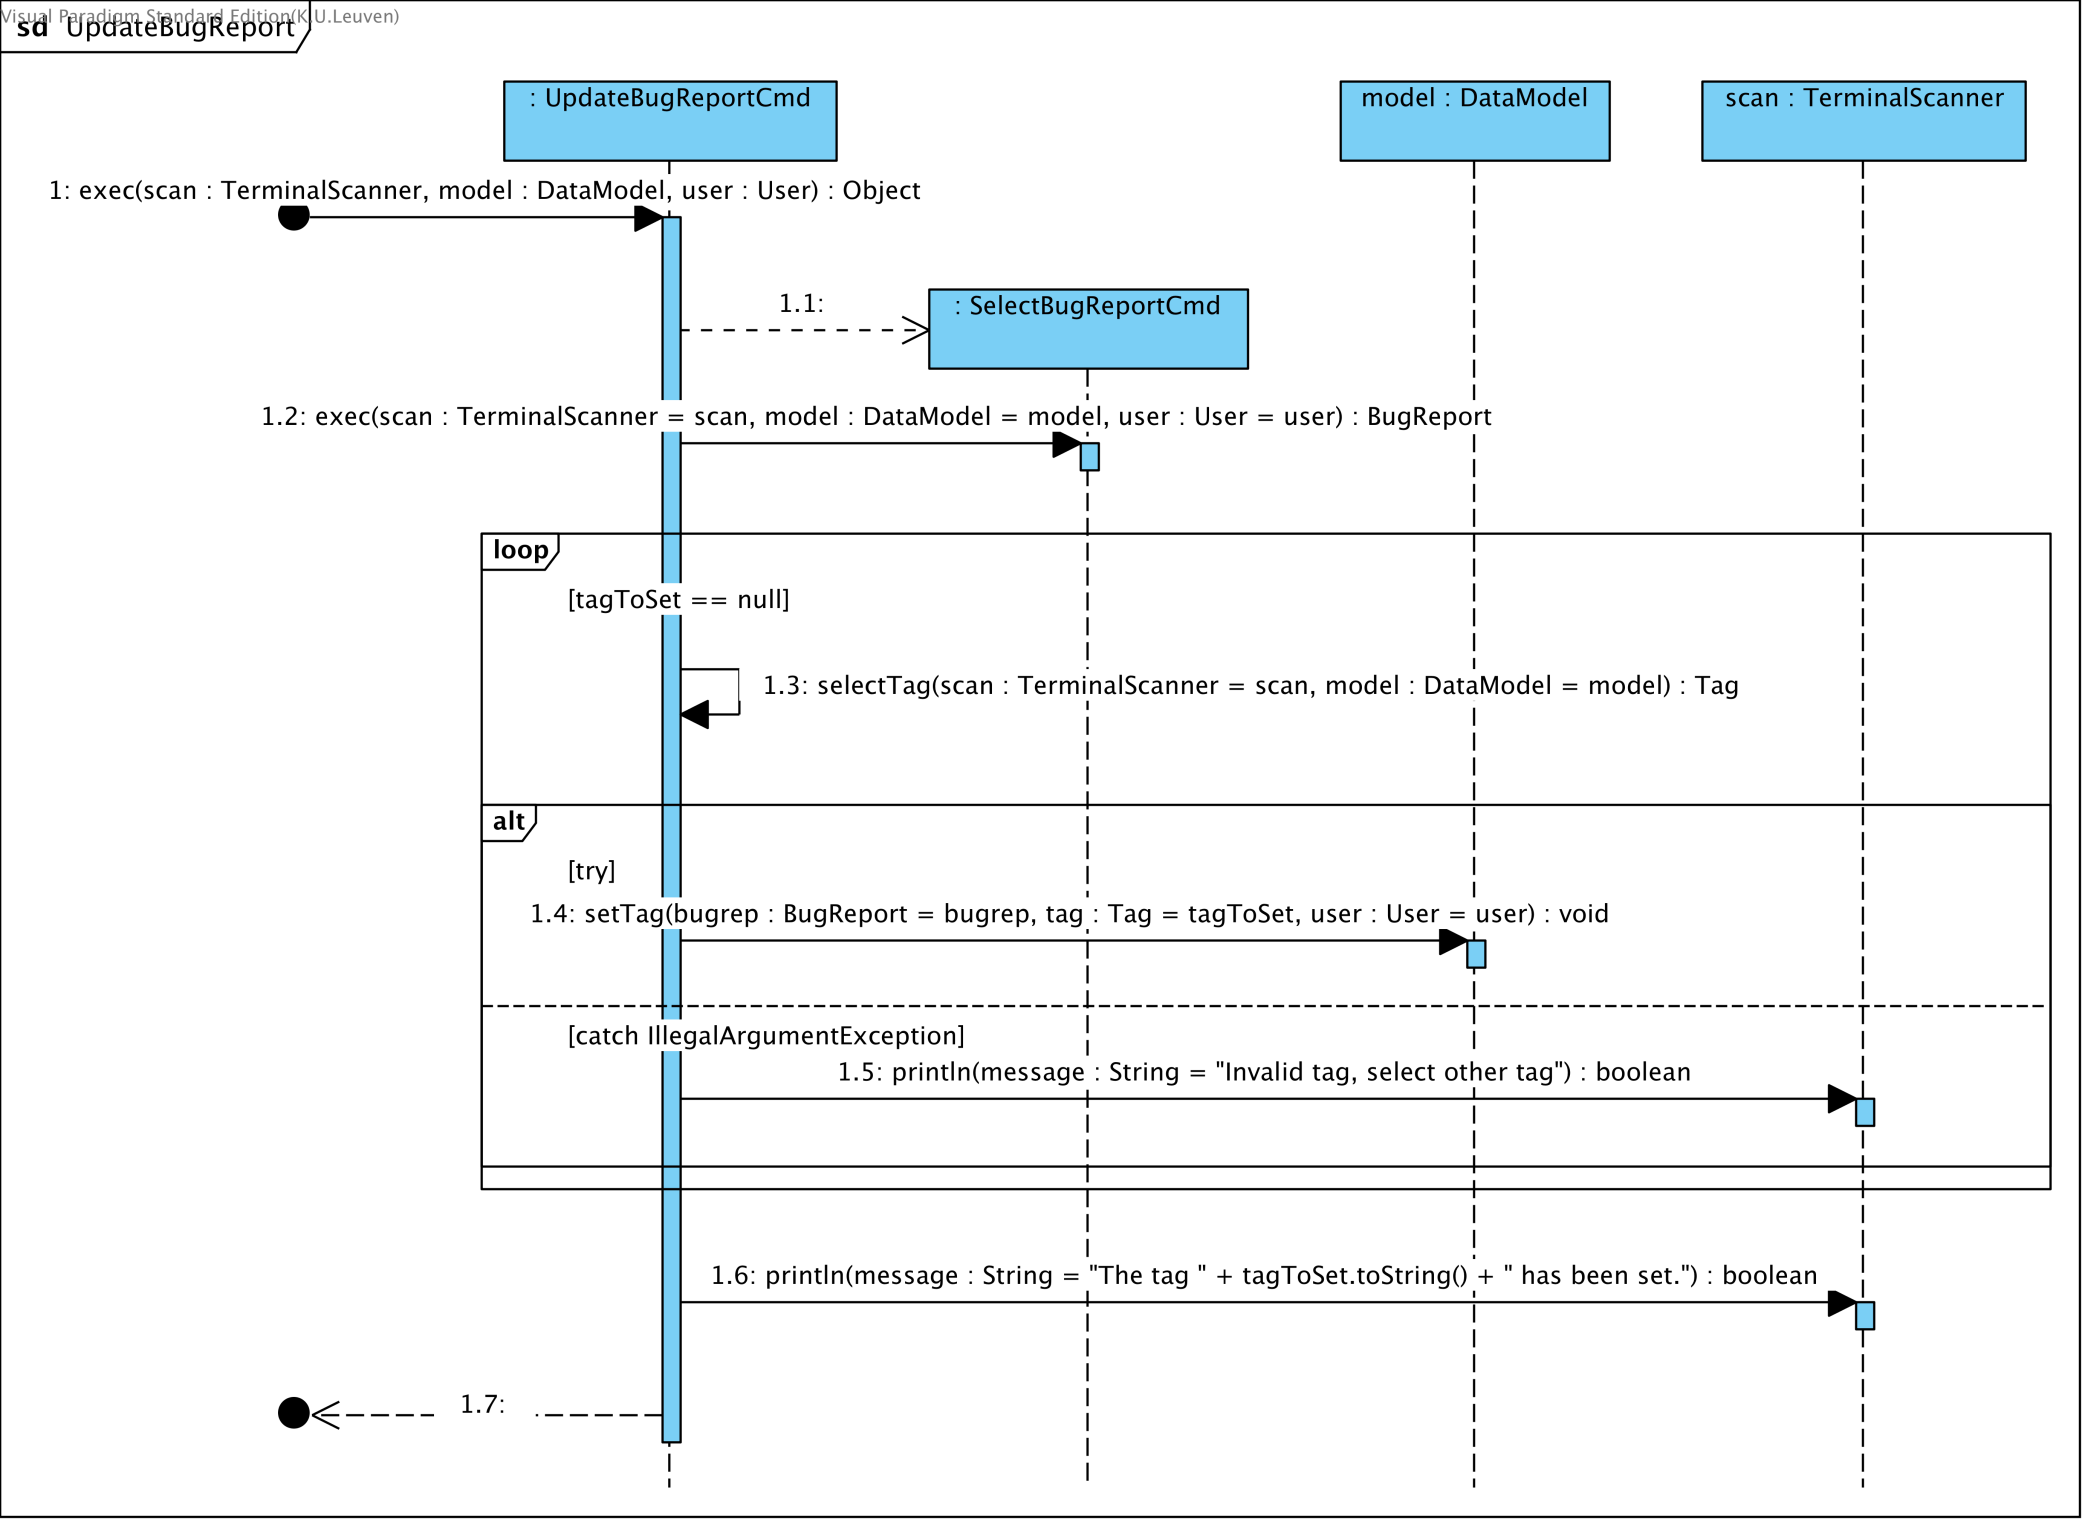 Visual Paradigm Standard Edition(K.U.Leuven)
sd UpdateBugReport
: UpdateBugReportCmd
model : DataModel
scan : TerminalScanner
1: exec(scan : TerminalScanner, model : DataModel, user : User) : Object
1.1:
: SelectBugReportCmd
1.2: exec(scan : TerminalScanner = scan, model : DataModel = model, user : User = user) : BugReport
loop
[tagToSet == null]
1.3: selectTag(scan : TerminalScanner = scan, model : DataModel = model) : Tag
alt
[try]
1.4: setTag(bugrep : BugReport = bugrep, tag : Tag = tagToSet, user : User = user) : void
[catch IllegalArgumentException]
1.5: println(message : String = "Invalid tag, select other tag") : boolean
1.6: println(message : String = "The tag " + tagToSet.toString() + " has been set.") : boolean
1.7: